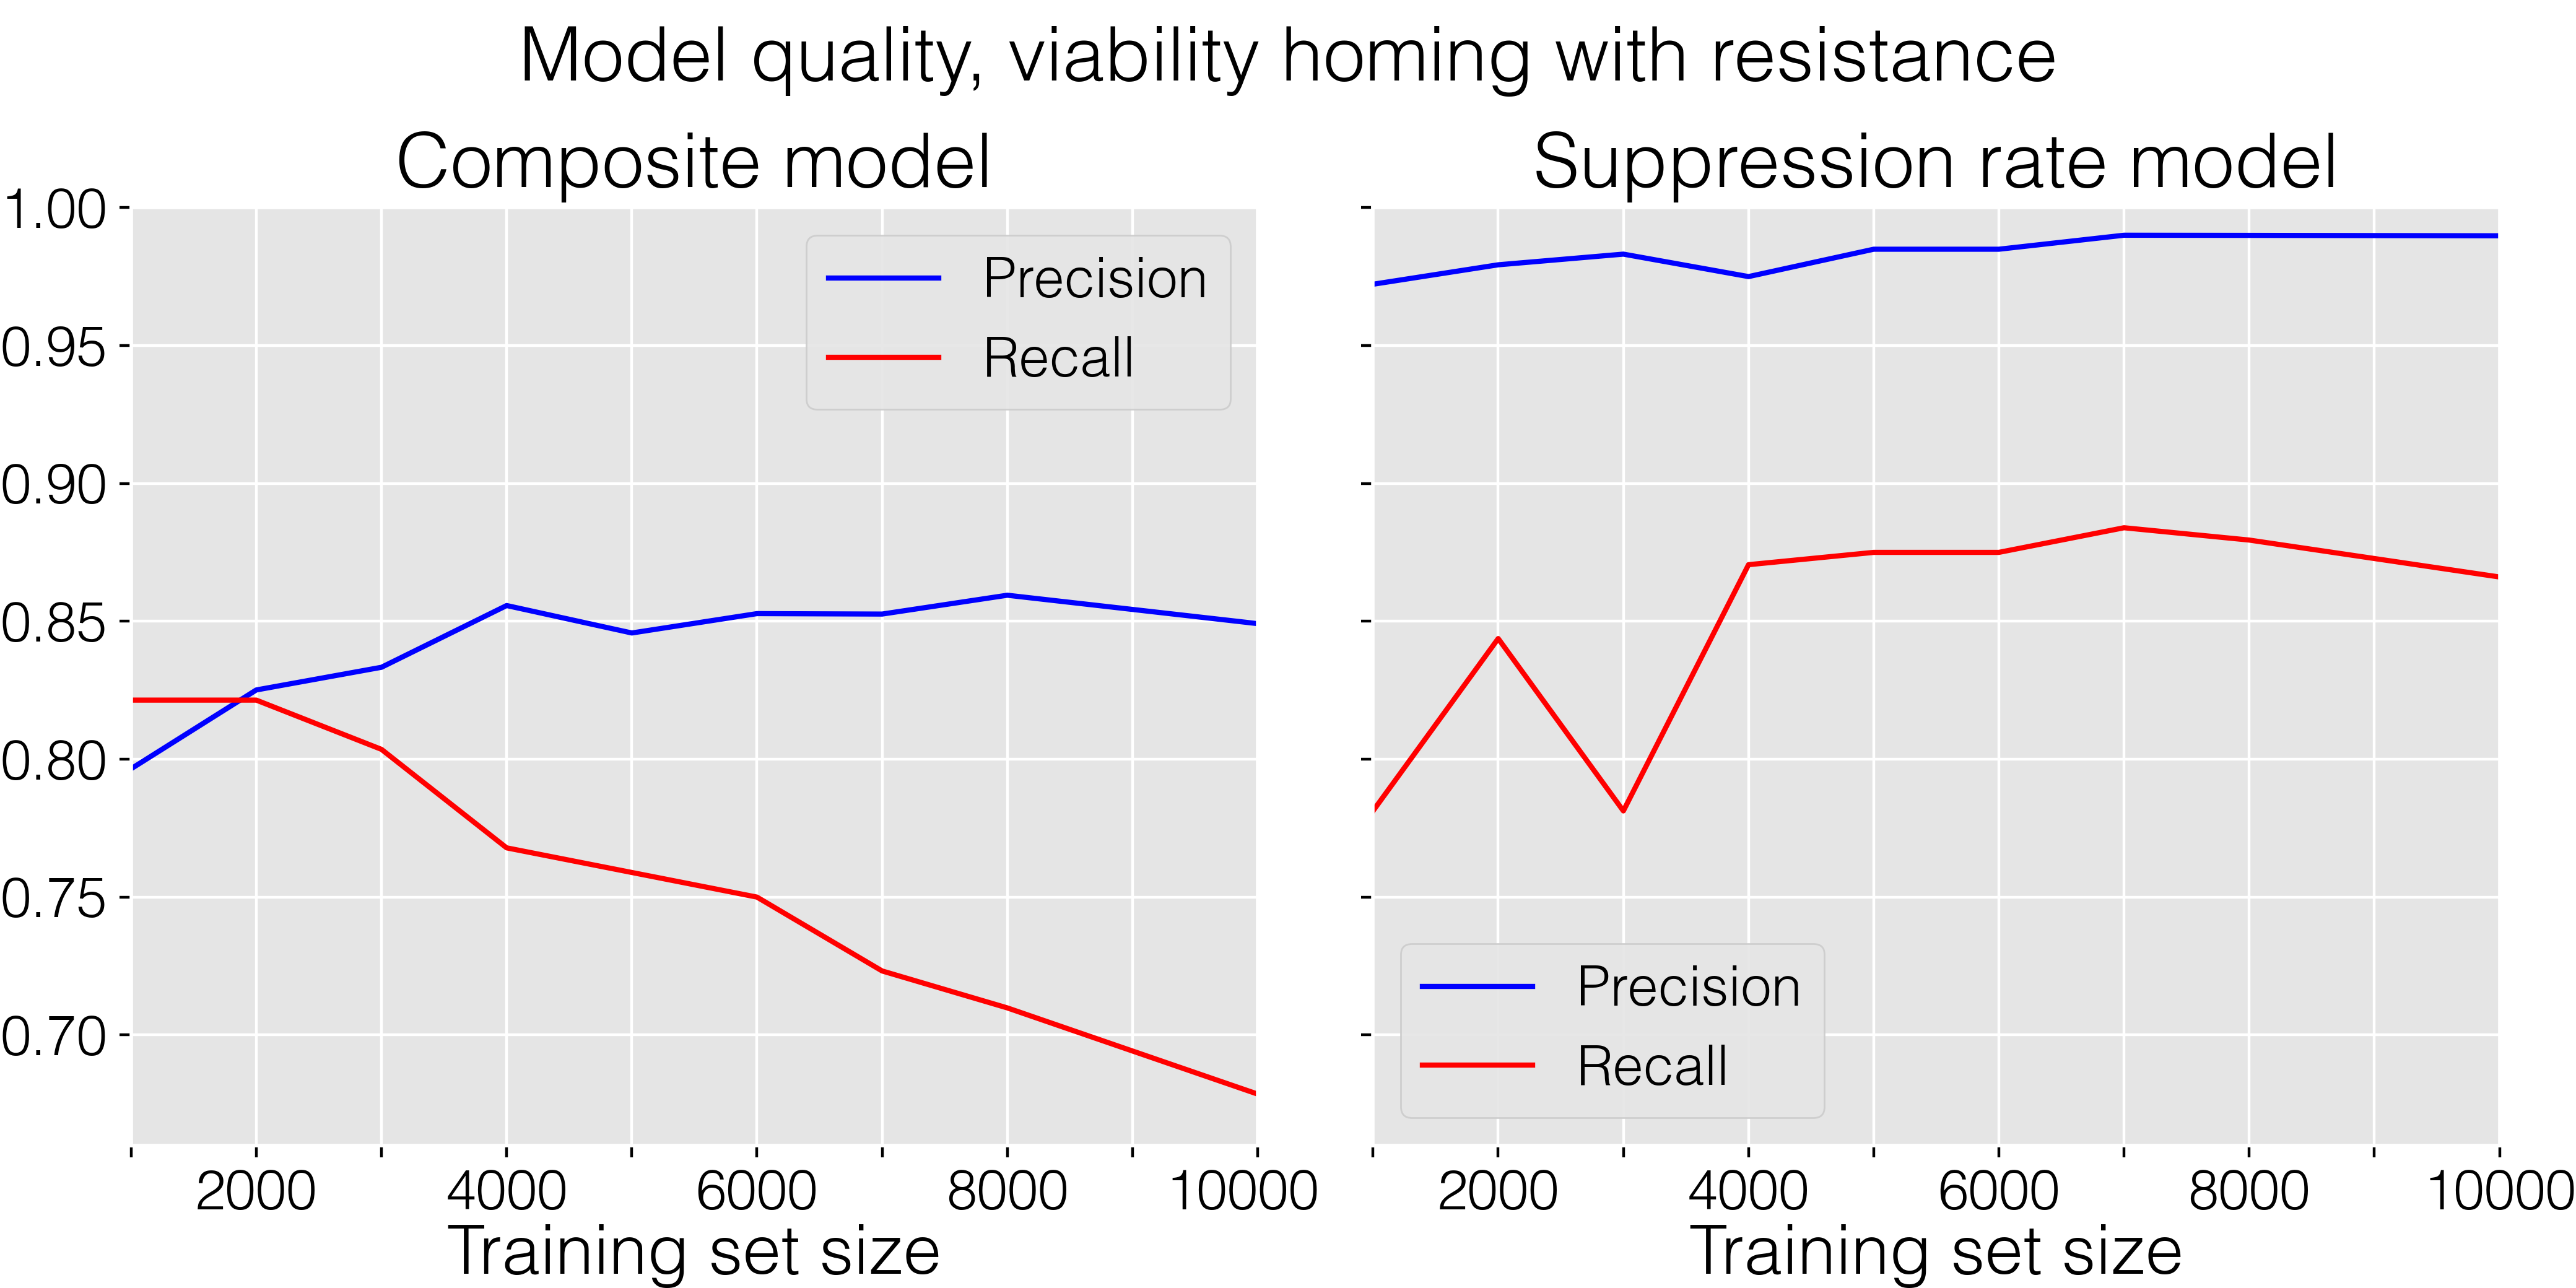 Model quality, viability homing with resistance
Composite model
1.00
0.95
0.90
0.85
0.80
0.75
0.70
Precision
Recall
2000 4000 6000 8000 10000
Training set size
Suppression rate model
Precision
Recall
2000 4000 6000 8000 10000
Training set size